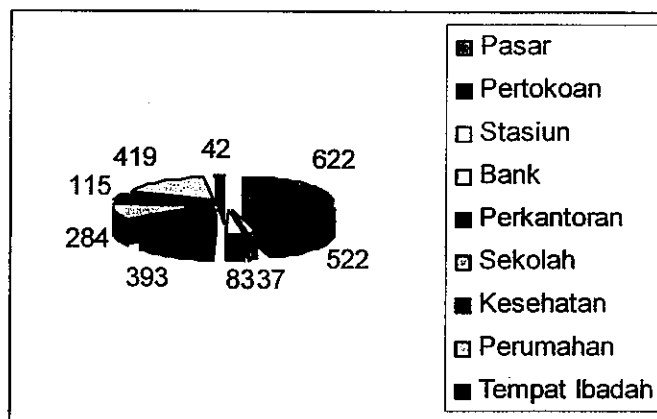 419 42 622
115
284
393 83 37 522
Pasar
Pertokoan
Stasiun
Bank
Perkantoran
Sekolah
Kesehatan
Perumahan
Tempat Ibadah